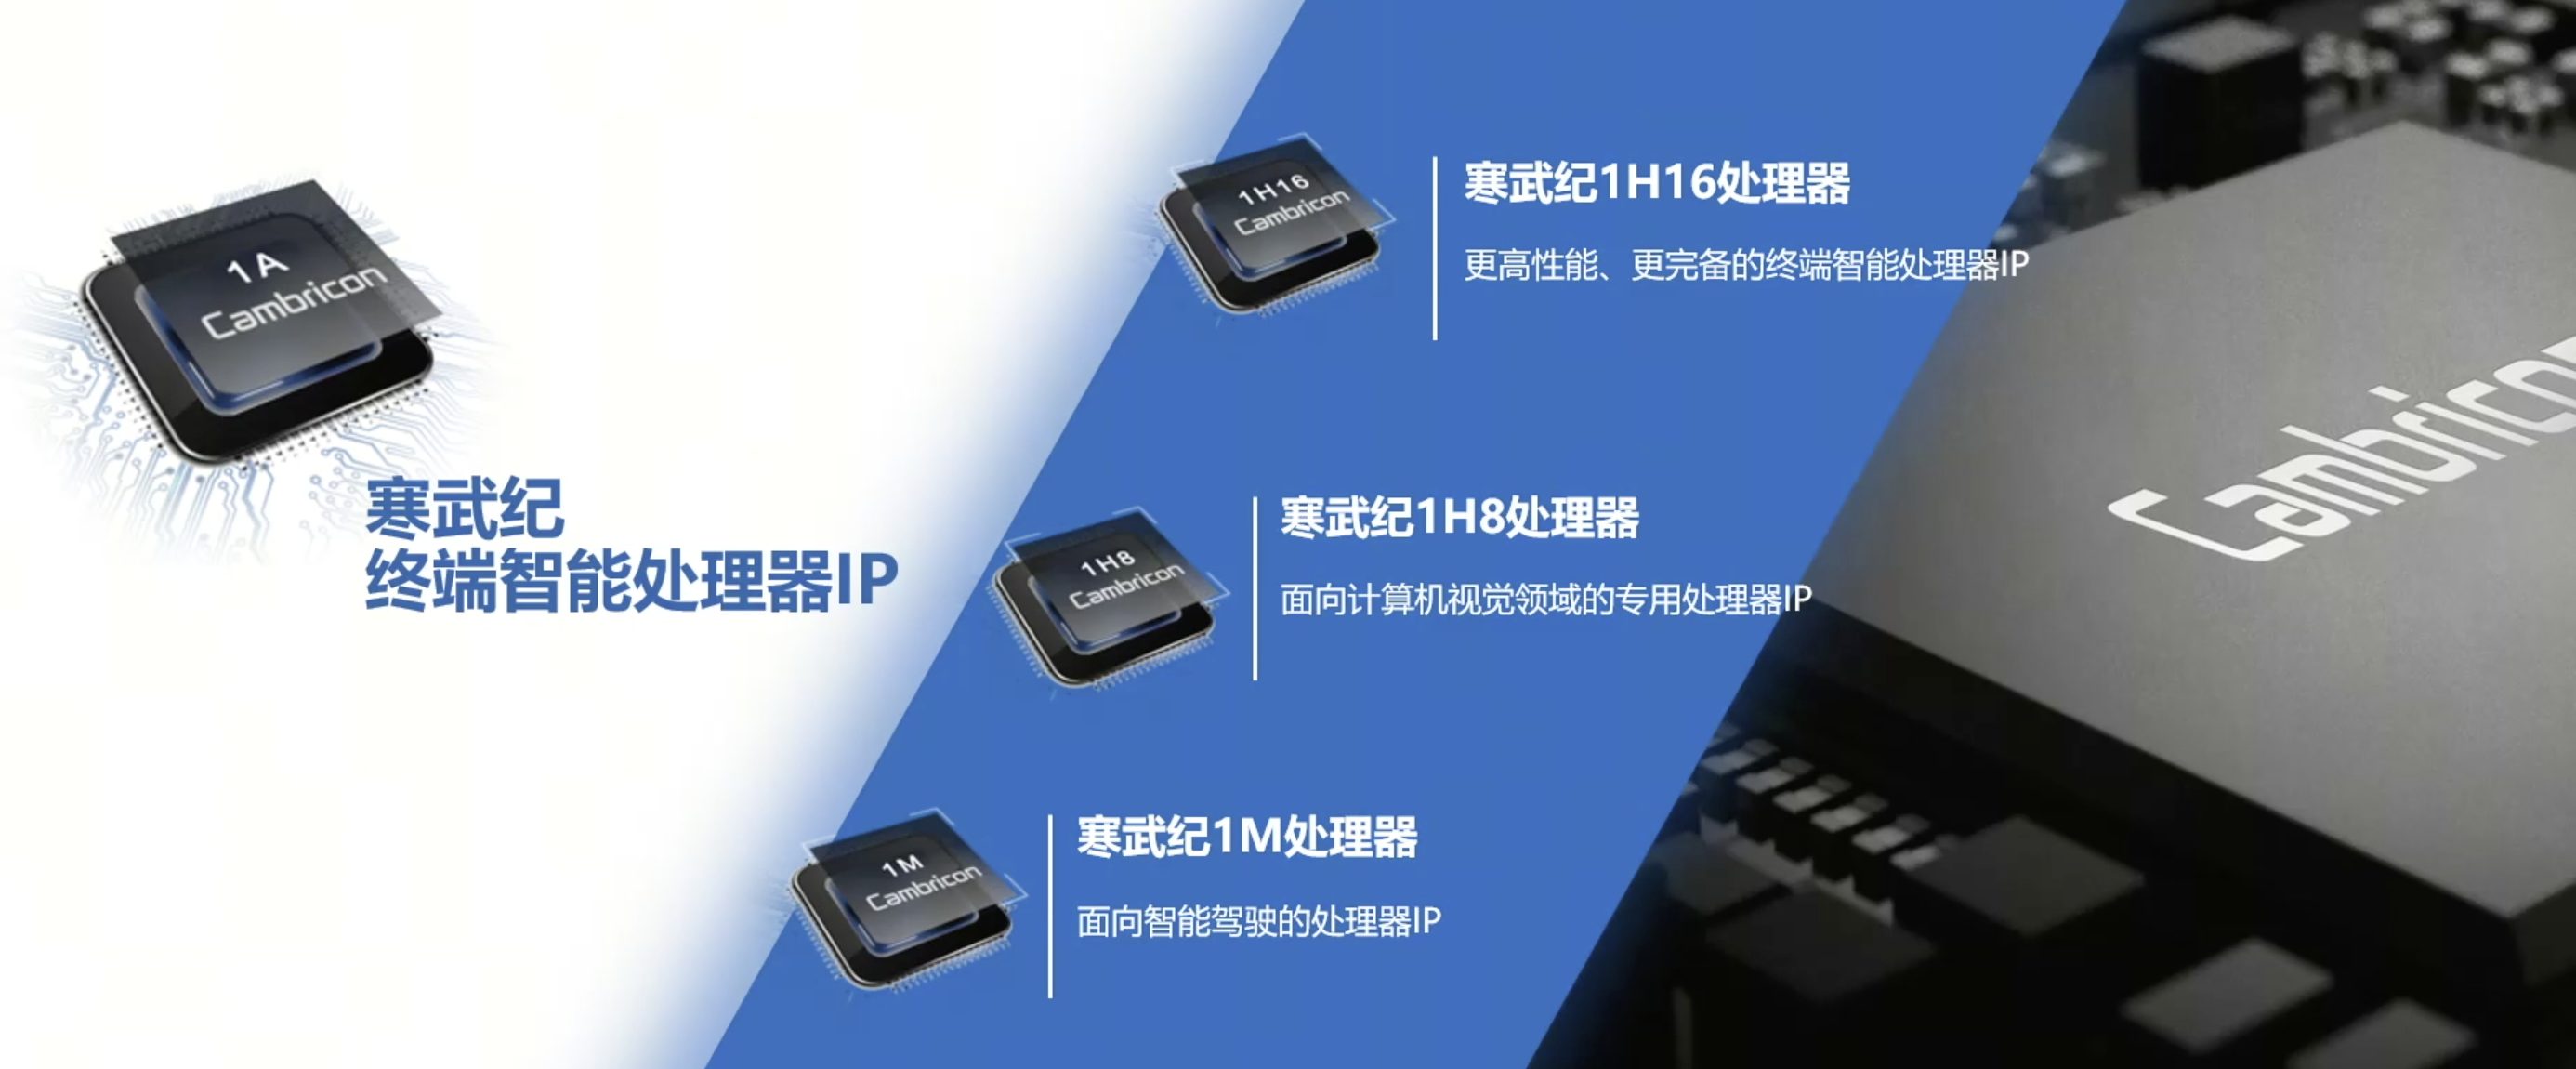 1A
Cambricon
寒武纪
终端智能处理器IP
1H16
Cambricon
寒武纪1H16处理器
更高性能、更完备的终端智能处理器IP
1H8
Cambricon
寒武纪1H8处理器
面向计算机视觉领域的专用处理器IP
1M
Cambricon
寒武纪1M处理器
面向智能驾驶的处理器IP
Cambricon